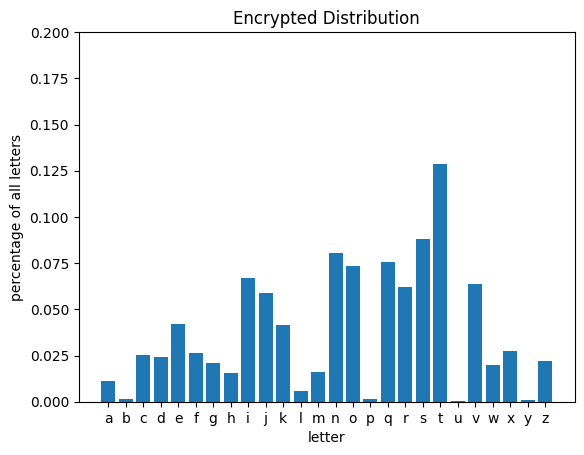 Encrypted Distribution
0.200
0.175
0.150
0.125
0.100
0.075
0.050
0.025
0.000
percentage of all letters
a b c d e f g h i j k l m n o p q r s t u v w x y z
letter